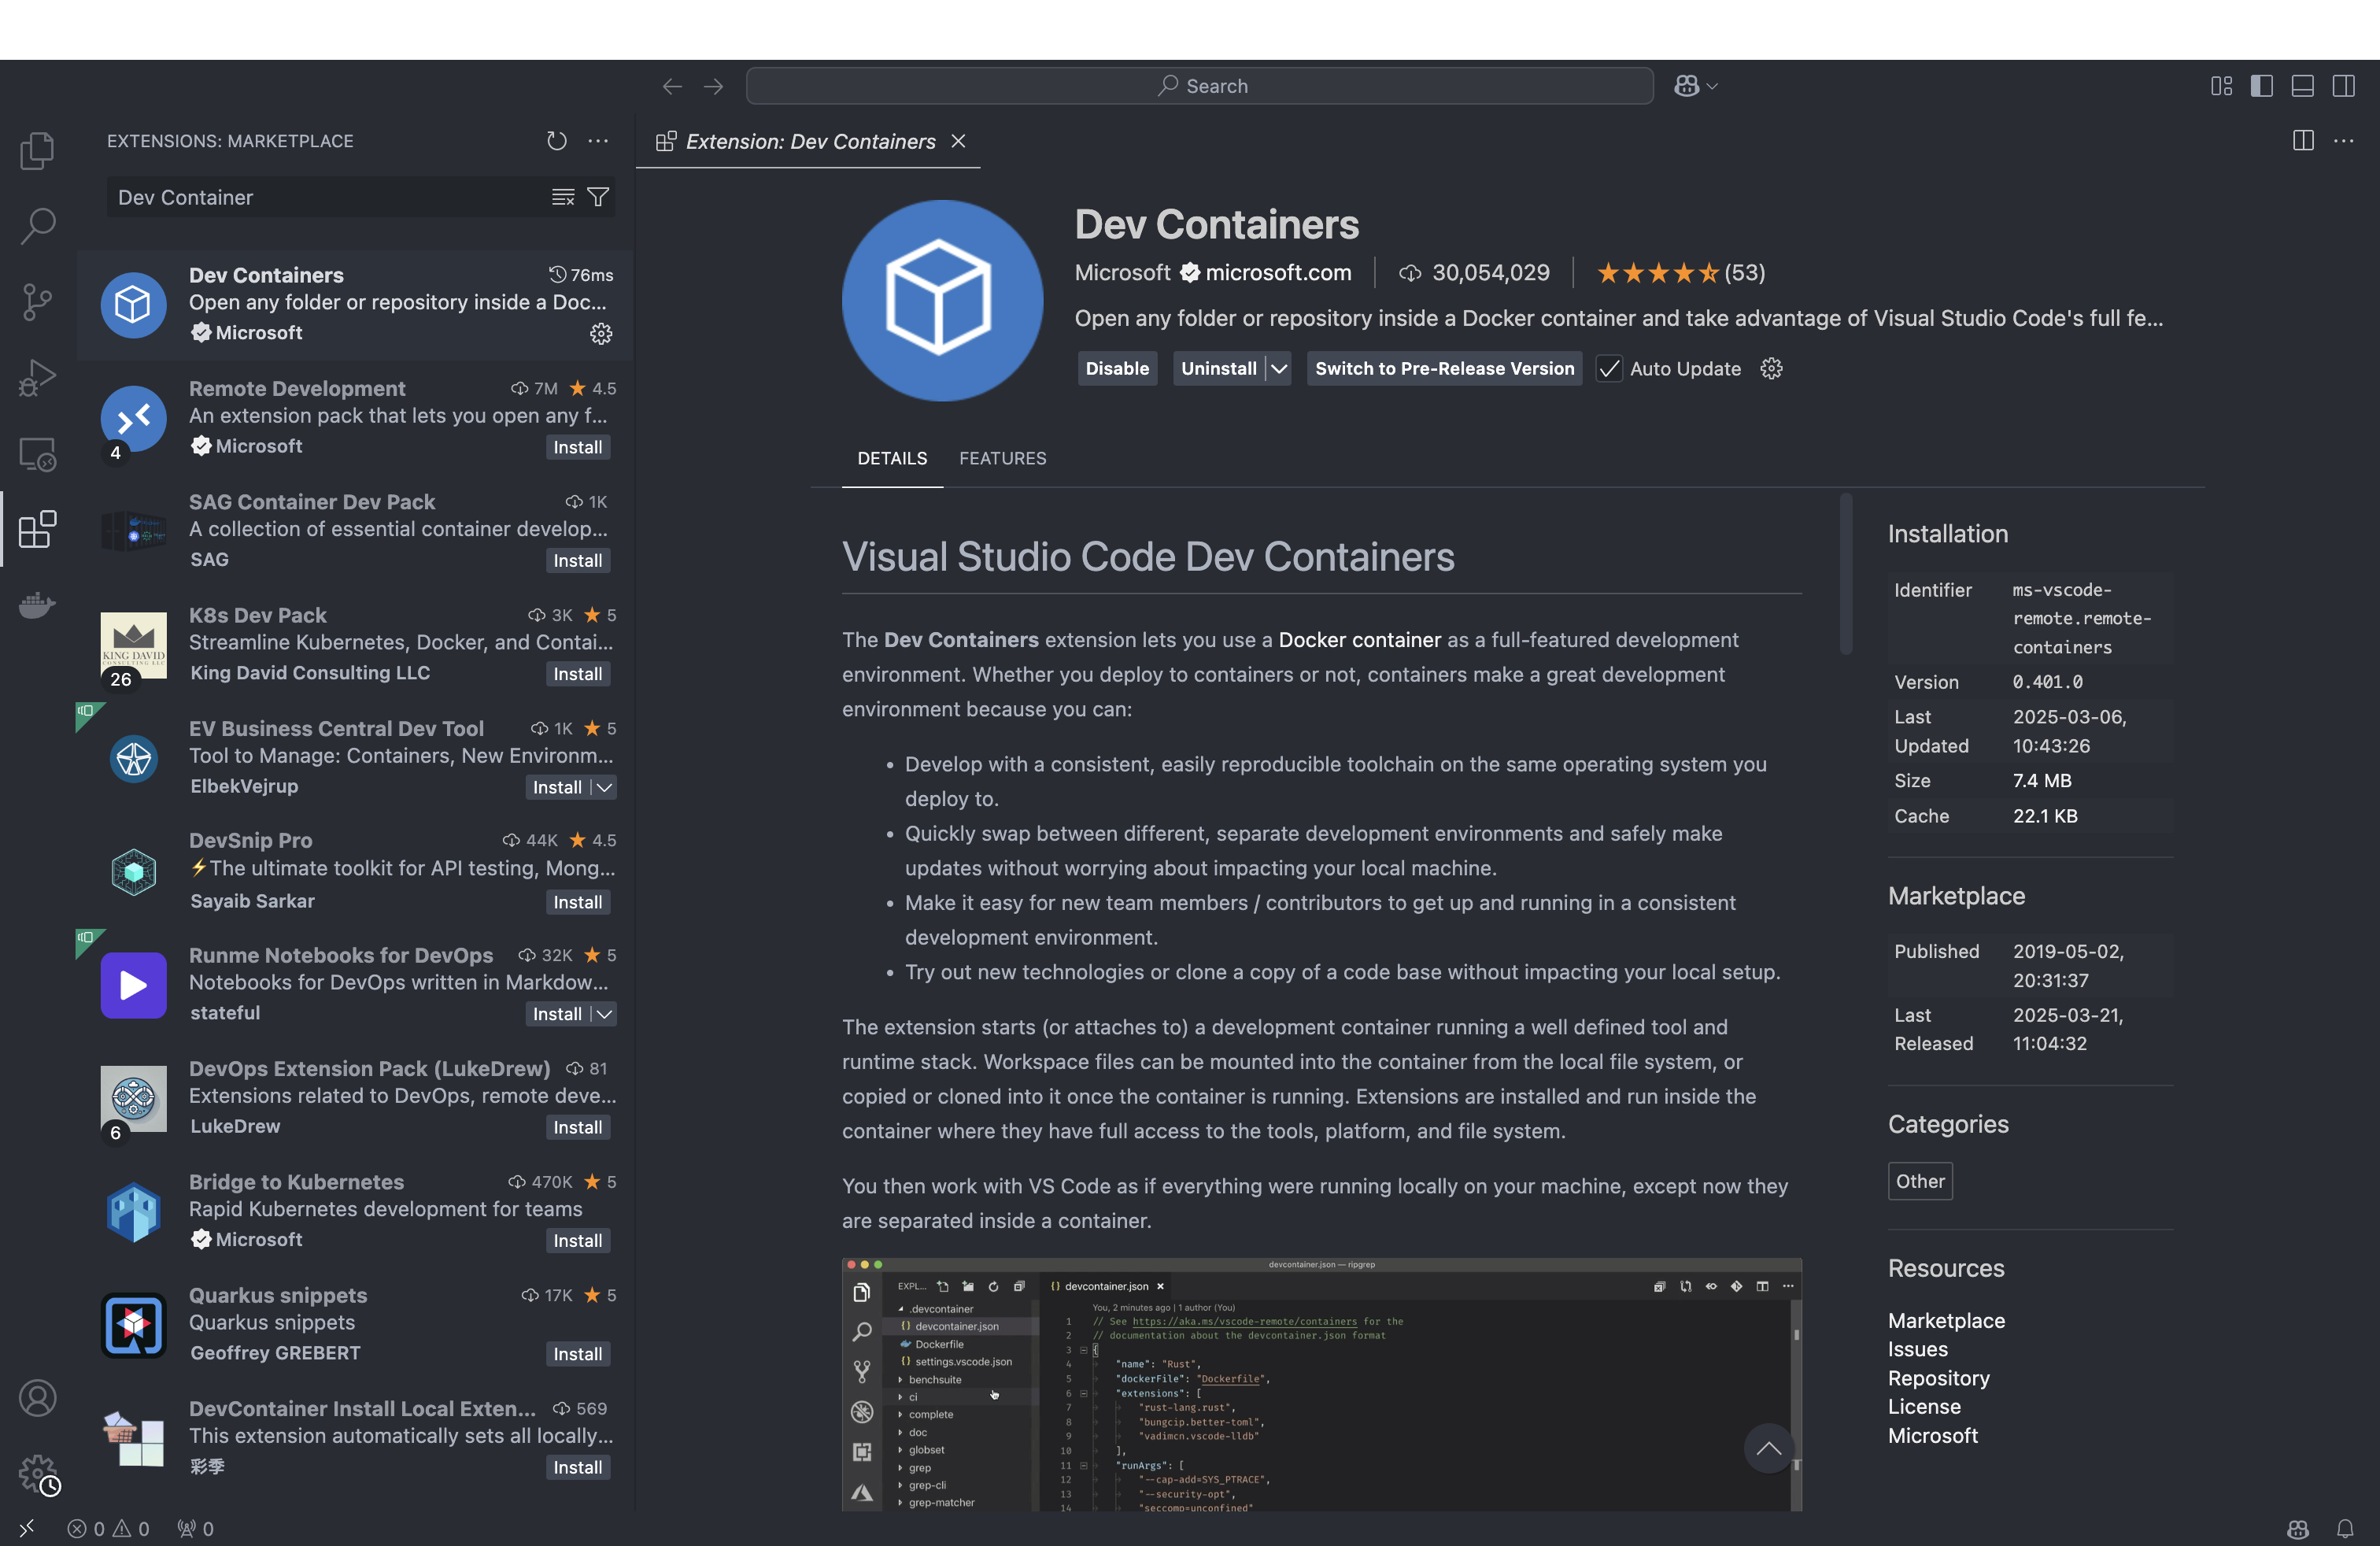 Search
EXTENSIONS: MARKETPLACE
Dev Container
Dev Containers 76ms
Open any folder or repository inside a Doc...
Microsoft
Remote Development 7M 4.5
An extension pack that lets you open any f...
Microsoft Install
4
SAG Container Dev Pack 1K
A collection of essential container develop...
SAG Install
K8s Dev Pack 3K 5
Streamline Kubernetes, Docker, and Contai...
King David Consulting LLC Install
KING DAVID
CONSULTING LLC
26
EV Business Central Dev Tool 1K 5
Tool to Manage: Containers, New Environm...
ElbekVejrup Install
DevSnip Pro 44K 4.5
⚡The ultimate toolkit for API testing, Mong...
Sayaib Sarkar Install
Runme Notebooks for DevOps 32K 5
Notebooks for DevOps written in Markdow...
stateful Install
DevOps Extension Pack (LukeDrew) 81
Extensions related to DevOps, remote deve...
LukeDrew Install
6
Bridge to Kubernetes 470K 5
Rapid Kubernetes development for teams
Microsoft Install
Quarkus snippets 17K 5
Quarkus snippets
Geoffrey GREBERT Install
DevContainer Install Local Exten... 569
This extension automatically sets all locally...
彩季 Install
Extension: Dev Containers
Dev Containers
Microsoft microsoft.com 30,054,029 (53)
Open any folder or repository inside a Docker container and take advantage of Visual Studio Code's full fe...
Disable Uninstall Switch to Pre-Release Version Auto Update
DETAILS FEATURES
Visual Studio Code Dev Containers
The Dev Containers extension lets you use a Docker container as a full-featured development
environment. Whether you deploy to containers or not, containers make a great development
environment because you can:
• Develop with a consistent, easily reproducible toolchain on the same operating system you
deploy to.
• Quickly swap between different, separate development environments and safely make
updates without worrying about impacting your local machine.
• Make it easy for new team members / contributors to get up and running in a consistent
development environment.
• Try out new technologies or clone a copy of a code base without impacting your local setup.
The extension starts (or attaches to) a development container running a well defined tool and
runtime stack. Workspace files can be mounted into the container from the local file system, or
copied or cloned into it once the container is running. Extensions are installed and run inside the
container where they have full access to the tools, platform, and file system.
You then work with VS Code as if everything were running locally on your machine, except now they
are separated inside a container.
devcontainer.json — ripgrep
EXPL...
.devcontainer
{} devcontainer.json
Dockerfile
{} settings.vscode.json
benchsuite
ci
complete
doc
globset
grep
grep-cli
grep-matcher
{} devcontainer.json
You, 2 minutes ago | 1 author (You)
1 // See https://aka.ms/vscode-remote/containers for the
2 // documentation about the devcontainer.json format
3 {
4 "name": "Rust",
5 "dockerFile": "Dockerfile",
6 "extensions": [
7 "rust-lang.rust",
8 "bungcip.better-toml",
9 "vadimcn.vscode-lldb"
10 ],
11 "runArgs": [
12 "--cap-add=SYS_PTRACE",
13 "--security-opt",
14 "seccomp=unconfined"
Installation
Identifier ms-vscode-
remote.remote-
containers
Version 0.401.0
Last 2025-03-06,
Updated 10:43:26
Size 7.4 MB
Cache 22.1 KB
Marketplace
Published 2019-05-02,
20:31:37
Last 2025-03-21,
Released 11:04:32
Categories
Other
Resources
Marketplace
Issues
Repository
License
Microsoft
0 0 0